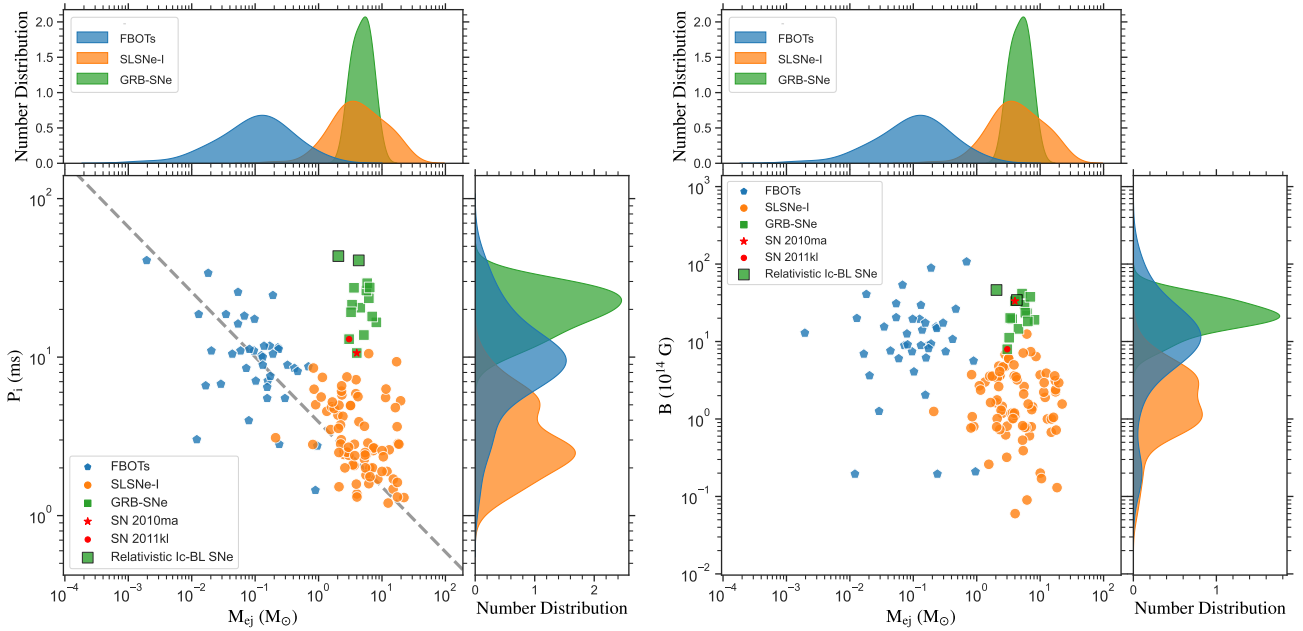 Number Distribution
2.0
1.5
1.0
0.5
0.0
FBOTs
SLSNe-I
GRB-SNe
P_i (ms)
10^2
10^1
10^0
FBOTs
SLSNe-I
GRB-SNe
SN 2010ma
SN 2011kl
Relativistic Ic-BL SNe
10^−4 10^−3 10^−2 10^−1 10^0 10^1 10^2
M_ej (M_⊙)
0 1 2
Number Distribution
Number Distribution
2.0
1.5
1.0
0.5
0.0
FBOTs
SLSNe-I
GRB-SNe
B (10^14 G)
10^3
10^2
10^1
10^0
10^−1
10^−2
FBOTs
SLSNe-I
GRB-SNe
SN 2010ma
SN 2011kl
Relativistic Ic-BL SNe
10^−4 10^−3 10^−2 10^−1 10^0 10^1 10^2
M_ej (M_⊙)
0 1
Number Distribution